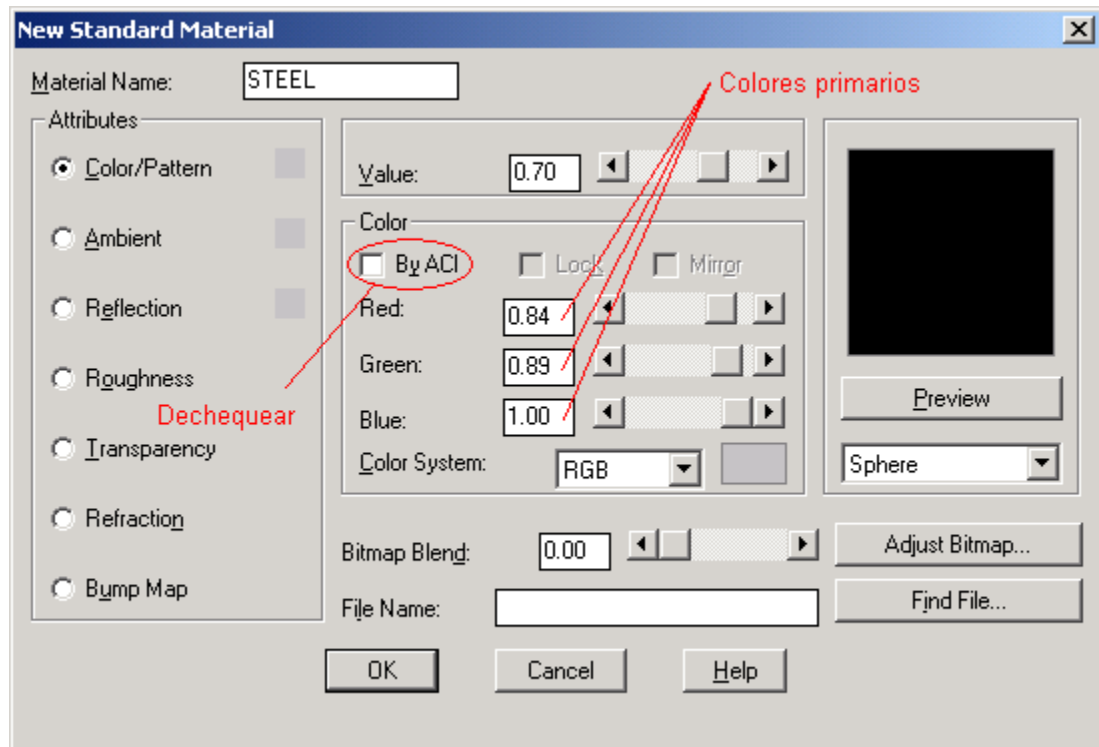 New Standard Material
Material Name: STEEL
Colores primarios
Attributes
Color/Pattern
Ambient
Reflection
Roughness
Dechequear
Transparency
Refraction
Bump Map
Value: 0.70
Color
By ACI Lock Mirror
Red: 0.84
Green: 0.89
Blue: 1.00
Color System: RGB
Preview
Sphere
Bitmap Blend: 0.00
Adjust Bitmap...
File Name:
Find File...
OK Cancel Help